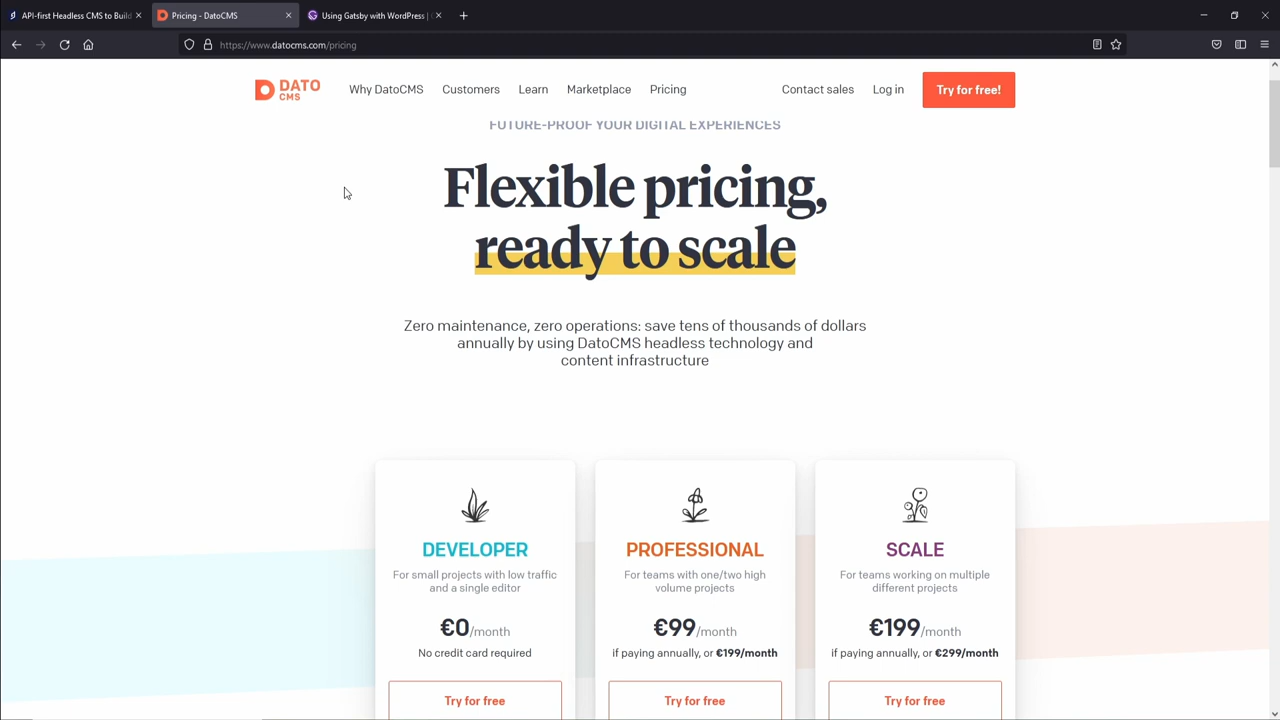 API-first Headless CMS to Build
Pricing - DatoCMS
Using Gatsby with WordPress |
https://www.datocms.com/pricing
DATO
CMS
Why DatoCMS
Customers
Learn
Marketplace
Pricing
Contact sales
Log in
Try for free!
FUTURE-PROOF YOUR DIGITAL EXPERIENCES
Flexible pricing,
ready to scale
Zero maintenance, zero operations: save tens of thousands of dollars
annually by using DatoCMS headless technology and
content infrastructure
DEVELOPER
For small projects with low traffic
and a single editor
€0/month
No credit card required
Try for free
PROFESSIONAL
For teams with one/two high
volume projects
€99/month
if paying annually, or €199/month
Try for free
SCALE
For teams working on multiple
different projects
€199/month
if paying annually, or €299/month
Try for free